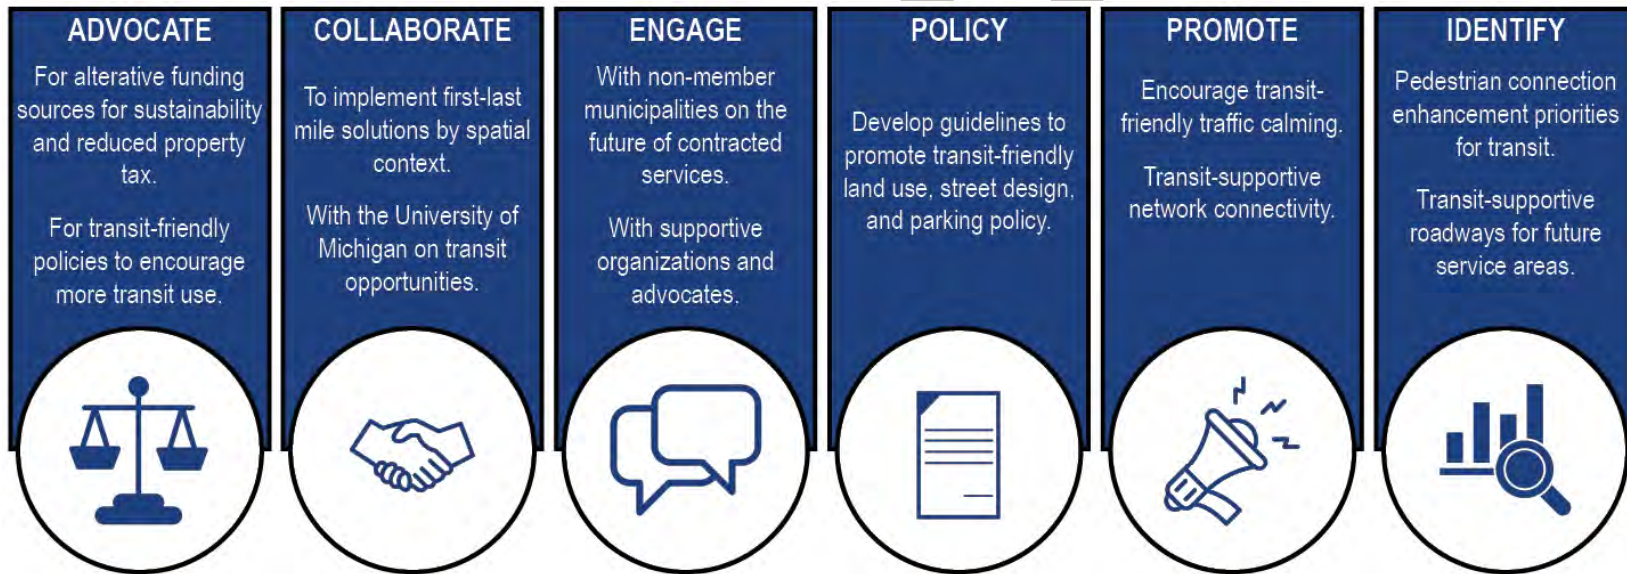 ADVOCATE
For alterative funding
sources for sustainability
and reduced property
tax.
For transit-friendly
policies to encourage
more transit use.
COLLABORATE
To implement first-last
mile solutions by spatial
context.
With the University of
Michigan on transit
opportunities.
ENGAGE
With non-member
municipalities on the
future of contracted
services.
With supportive
organizations and
advocates.
POLICY
Develop guidelines to
promote transit-friendly
land use, street design,
and parking policy.
PROMOTE
Encourage transit-
friendly traffic calming.
Transit-supportive
network connectivity.
IDENTIFY
Pedestrian connection
enhancement priorities
for transit.
Transit-supportive
roadways for future
service areas.